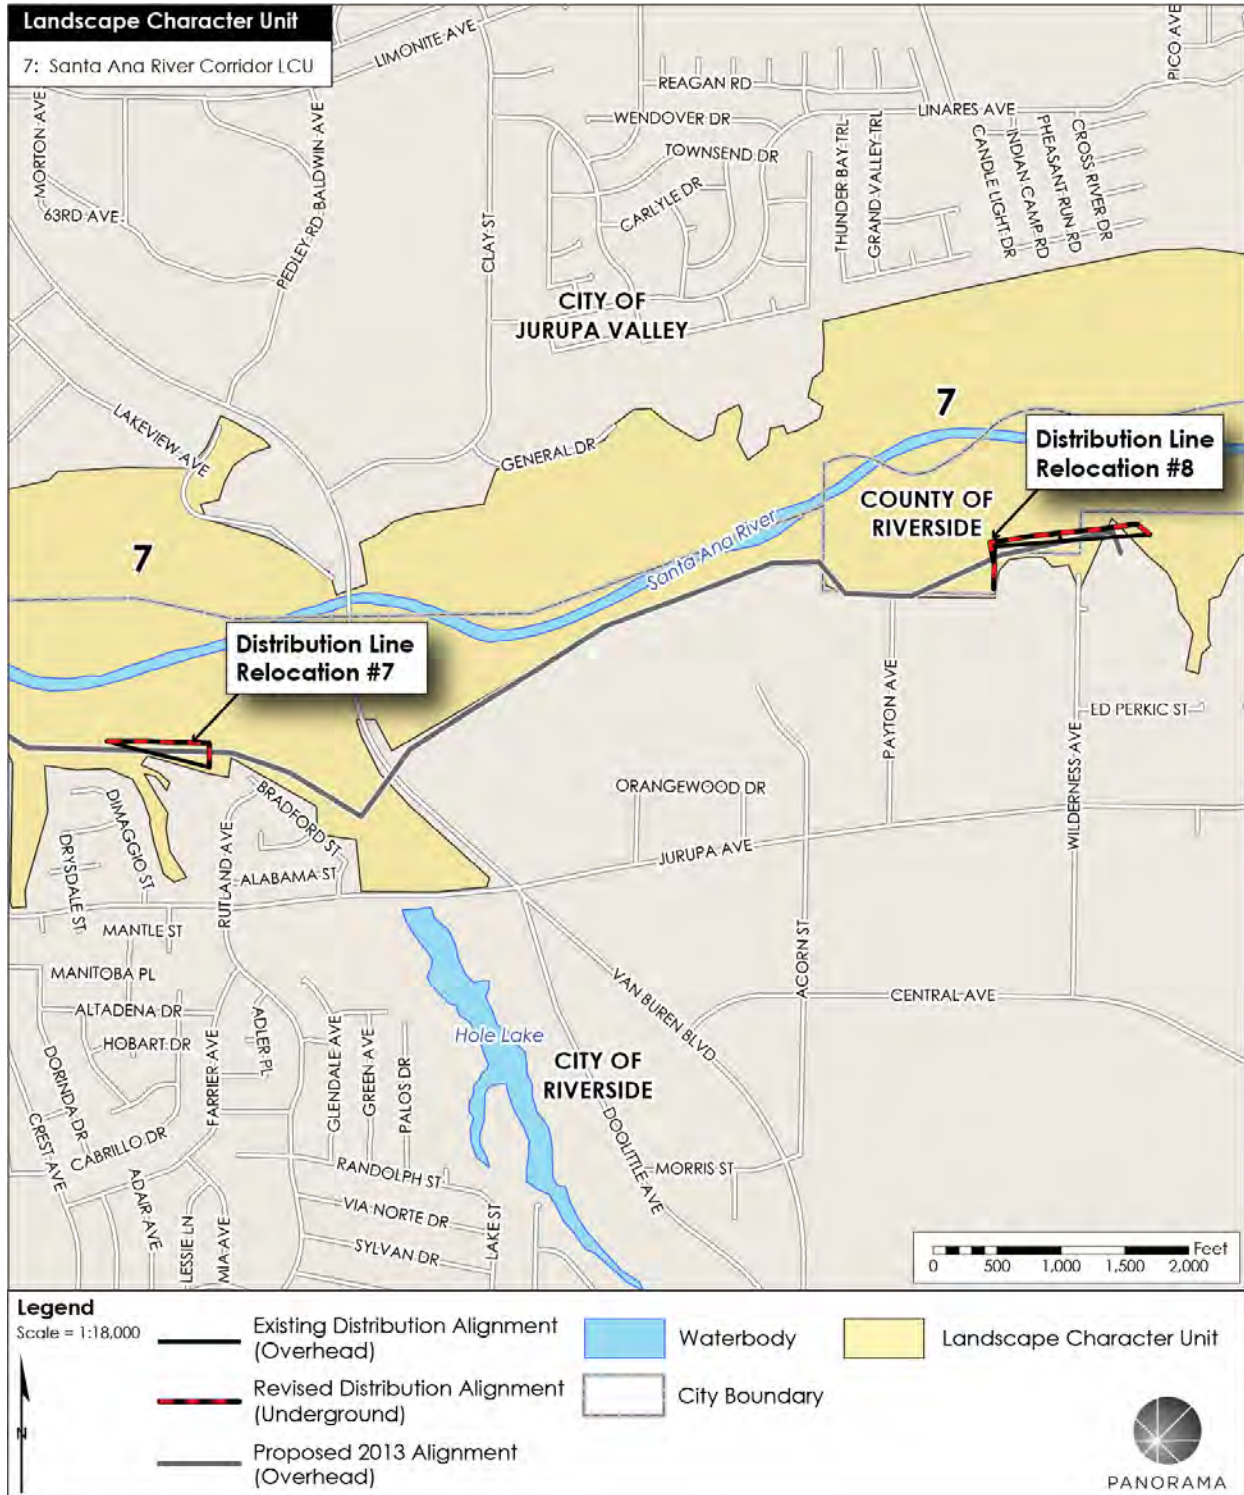 Landscape Character Unit
7: Santa Ana River Corridor LCU
LIMONITE AVE
PICO AVE
REAGAN RD
LINARES AVE
WENDOVER DR
TOWNSEND DR
CARLYLE DR
MORTON AVE
PEDLEY RD
BALDWIN AVE
63RD AVE
CLAY ST
THUNDER BAY TRL
GRAND VALLEY TRL
CANDLE LIGHT DR
INDIAN CAMP RD
PHEASANT RUN RD
CROSS RIVER DR
CITY OF
JURUPA VALLEY
LAKEVIEW AVE
GENERAL DR
7
Distribution Line
Relocation #8
COUNTY OF
RIVERSIDE
7
Santa Ana River
Distribution Line
Relocation #7
PAYTON AVE
WILDERNESS AVE
ED PERKIC ST
ORANGEWOOD DR
JURUPA AVE
DIMAGGIO ST
DRYSDALE ST
RUTLAND AVE
BRADFORD ST
ALABAMA ST
MANTLE ST
MANITOBA PL
ALTADENA DR
HOBART DR
DORINDA DR
CREST AVE
CABRILLO DR
FARRIER AVE
ADLER PL
GLENDALE AVE
GREEN AVE
PALOS DR
Hole Lake
CITY OF
RIVERSIDE
VAN BUREN BLVD
ACORN ST
CENTRAL AVE
DOOLITTLE AVE
MORRIS ST
RANDOLPH ST
VIA NORTE DR
SYLVAN DR
LAKE ST
ADAIR AVE
LESSIE LN
MIA AVE
Feet
0 500 1,000 1,500 2,000
Legend
Scale = 1:18,000
N
Existing Distribution Alignment
(Overhead)
Revised Distribution Alignment
(Underground)
Proposed 2013 Alignment
(Overhead)
Waterbody
City Boundary
Landscape Character Unit
PANORAMA